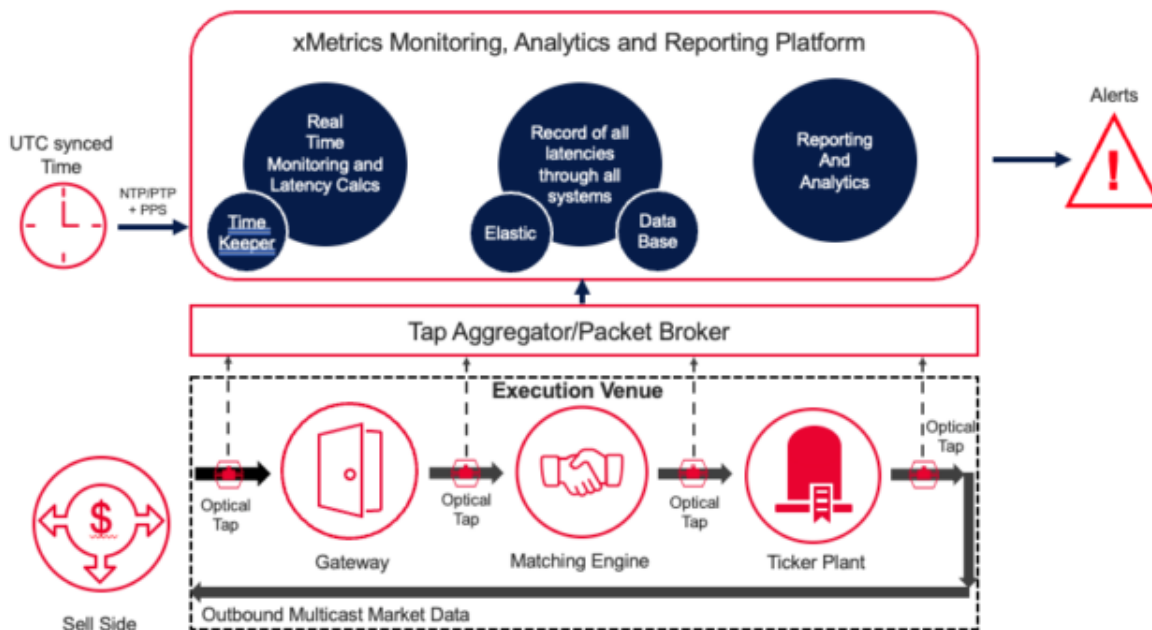 xMetrics Monitoring, Analytics and Reporting Platform
UTC synced
Time
NTP/PTP
+ PPS
Real
Time
Monitoring and
Latency Calcs
Time
Keeper
Record of all
latencies
through all
systems
Elastic
Data
Base
Reporting
And
Analytics
Alerts
!
Tap Aggregator/Packet Broker
Execution Venue
Optical
Tap
Optical
Tap
Optical
Tap
Optical
Tap
$
Gateway
Matching Engine
Ticker Plant
Outbound Multicast Market Data
Sell Side